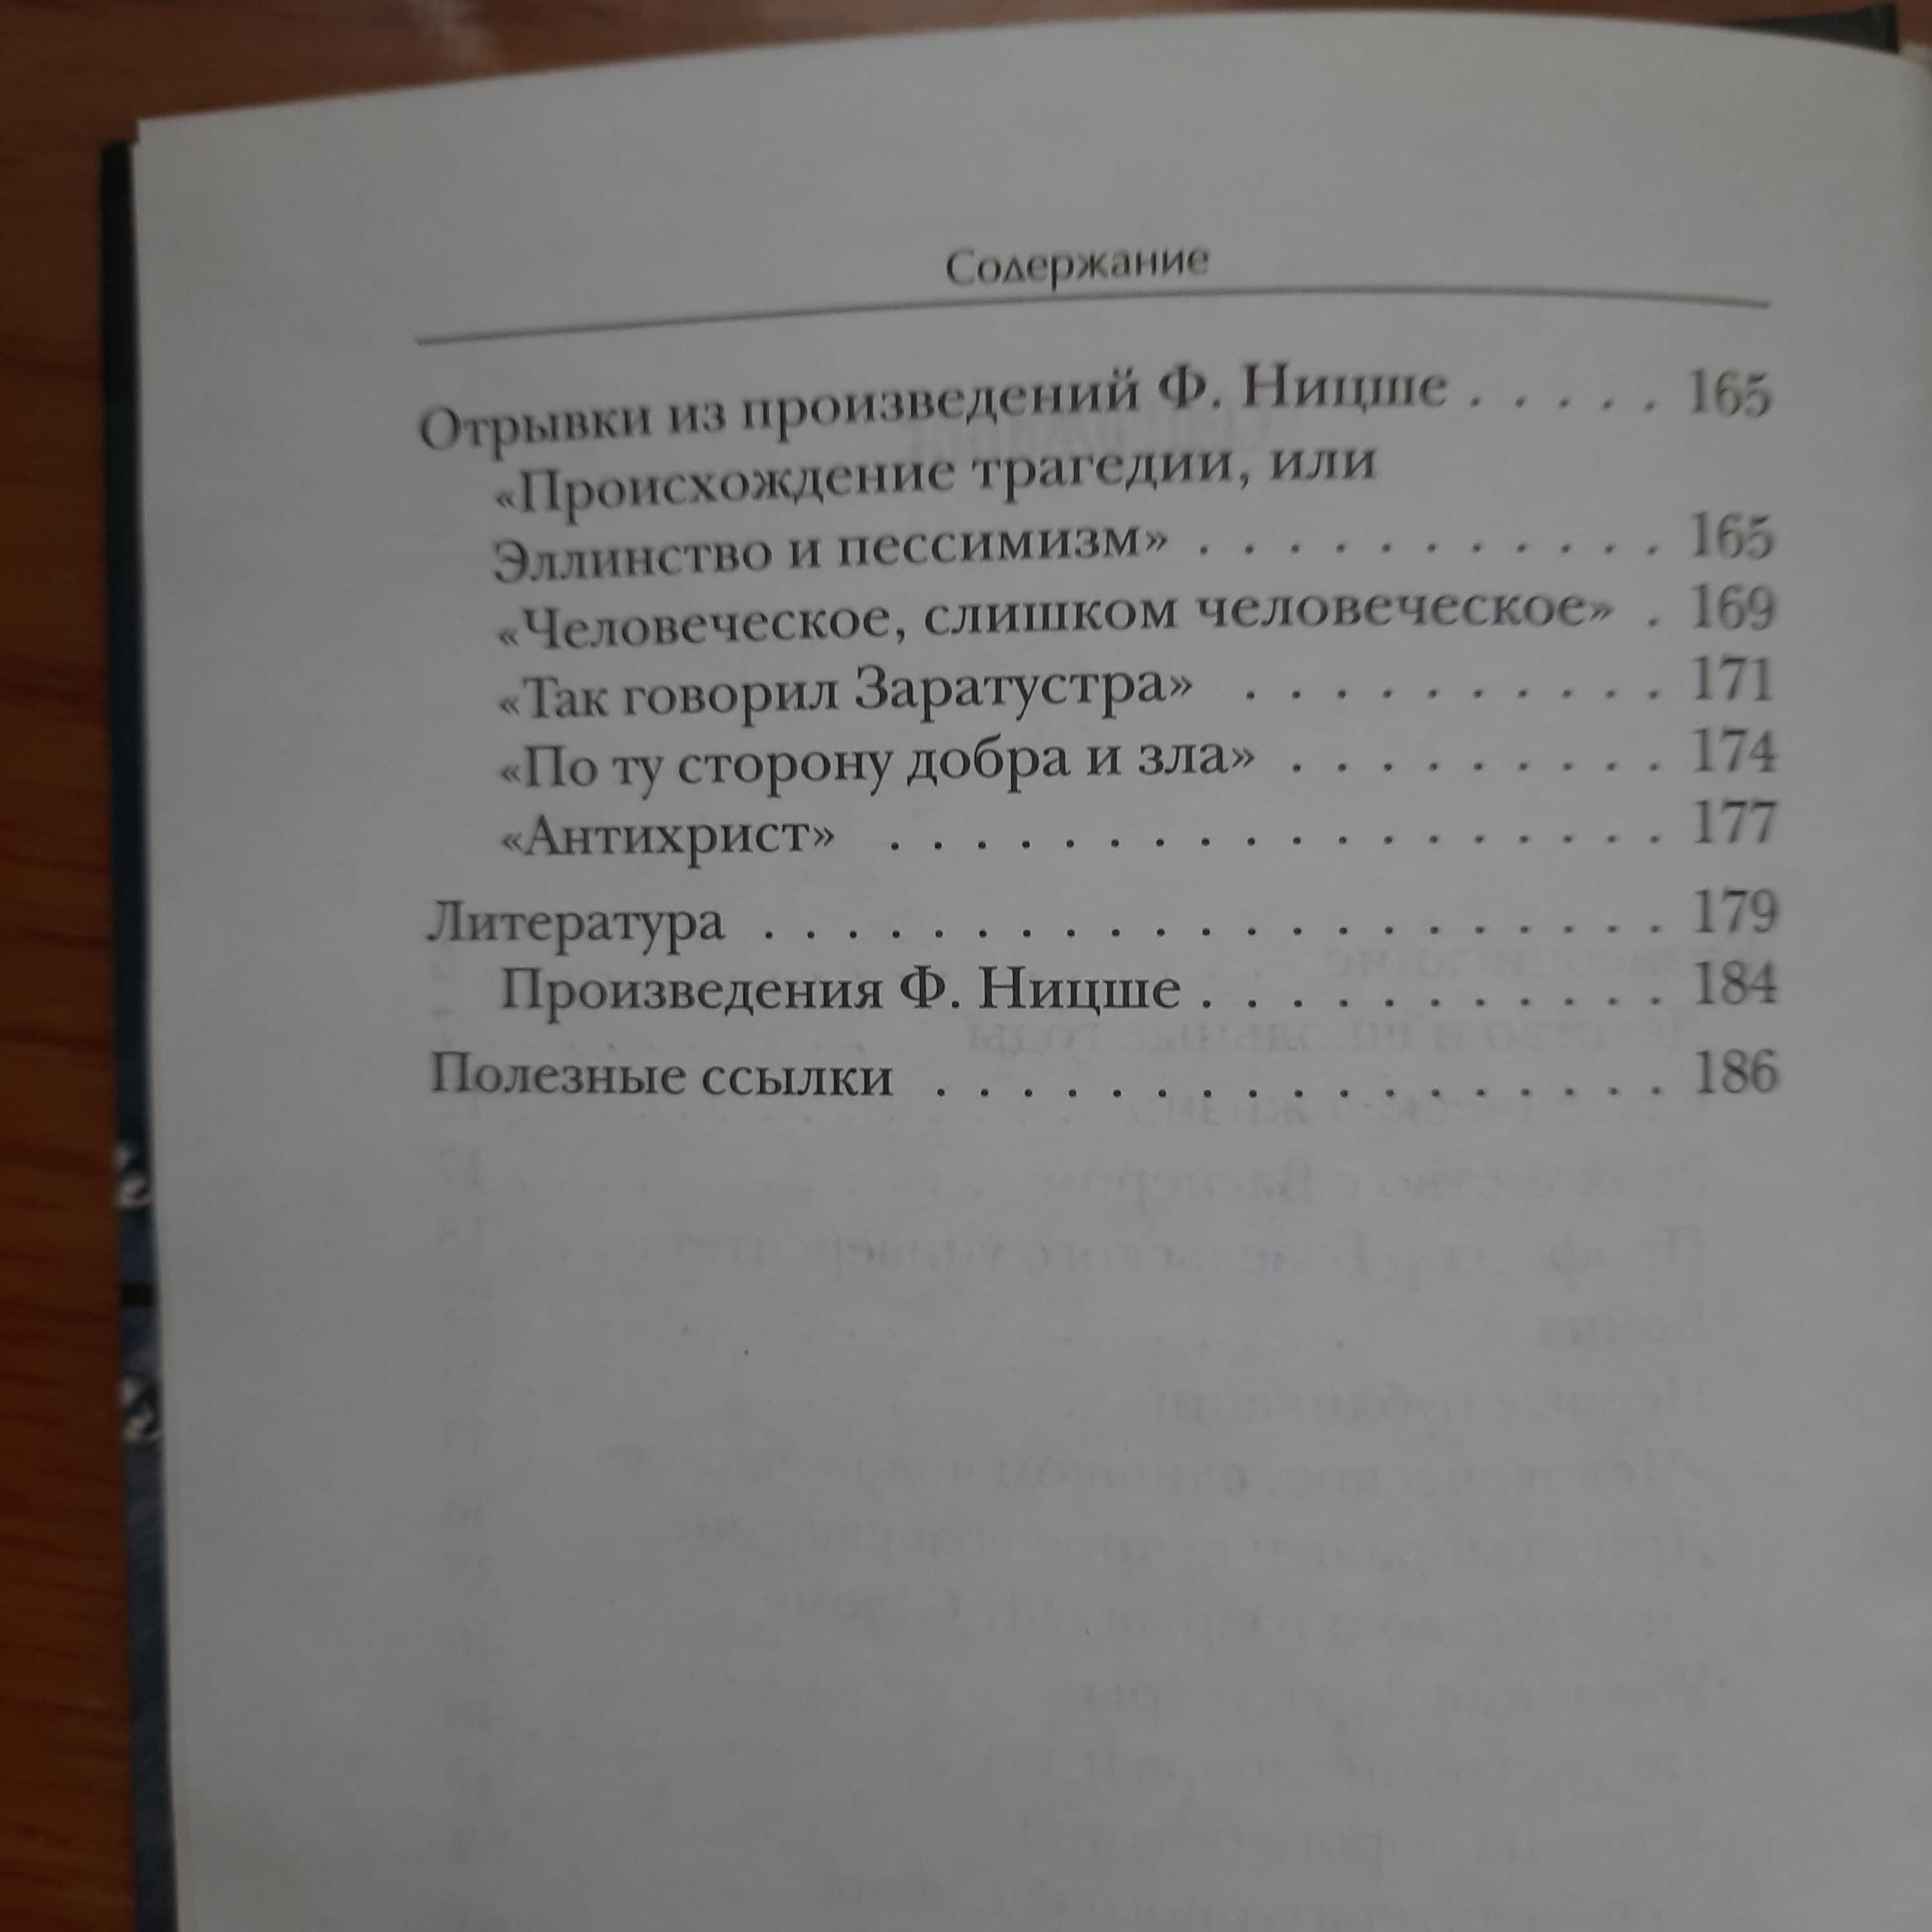 Содержание
Отрывки из произведений Ф. Ницше . . . . . 165
«Происхождение трагедии, или
Эллинство и пессимизм» . . . . . . . . . . . 165
«Человеческое, слишком человеческое» . 169
«Так говорил Заратустра» . . . . . . . . . . 171
«По ту сторону добра и зла» . . . . . . . . . 174
«Антихрист» . . . . . . . . . . . . . . . . . . 177
Литература . . . . . . . . . . . . . . . . . . . . . 179
Произведения Ф. Ницше . . . . . . . . . . . 184
Полезные ссылки . . . . . . . . . . . . . . . . . 186